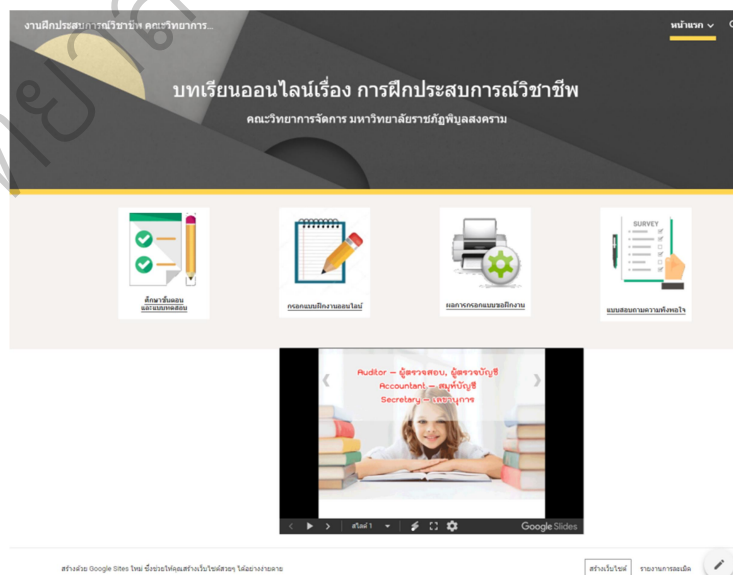 งานฝึกประสบการณ์วิชาชีพ คณะวิทยาการ...
หน้าแรก
บทเรียนออนไลน์เรื่อง การฝึกประสบการณ์วิชาชีพ
คณะวิทยาการจัดการ มหาวิทยาลัยราชภัฏพิบูลสงคราม
ศึกษาขั้นตอน
และแบบทดสอบ
กรอกแบบฝึกงานออนไลน์
ผลการกรอกแบบขอฝึกงาน
SURVEY
แบบสอบถามความพึงพอใจ
Auditor – ผู้ตรวจสอบ, ผู้ตรวจบัญชี
Accountant – สมุห์บัญชี
Secretary – เลขานุการ
สไลด์ 1
Google Slides
สร้างด้วย Google Sites ใหม่ ซึ่งช่วยให้คุณสร้างเว็บไซต์สวยๆ ได้อย่างง่ายดาย
สร้างเว็บไซต์
รายงานการละเมิด